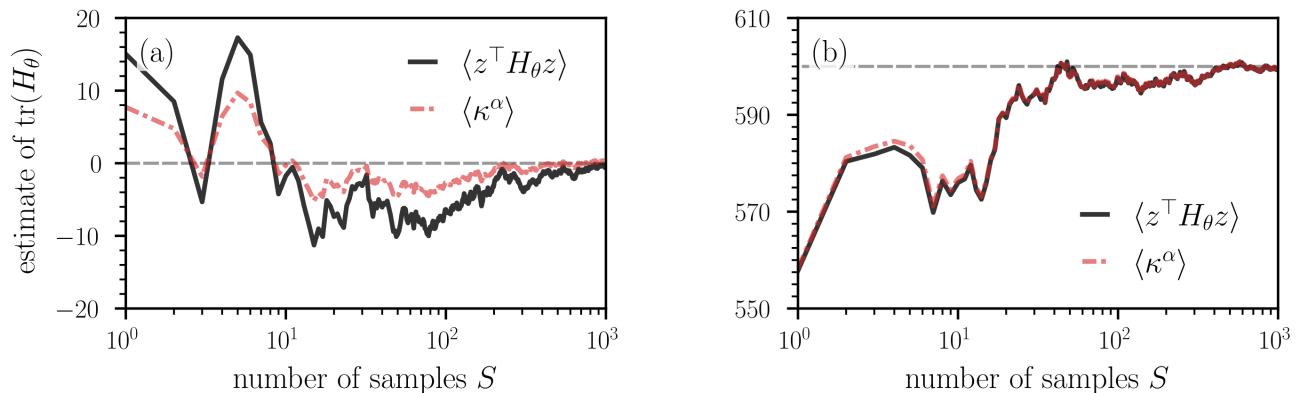 20
10
0
−10
−20
estimate of tr(H_θ)
(a)
⟨z^⊤ H_θ z⟩
⟨κ^α⟩
10^0
10^1
10^2
10^3
number of samples S
610
590
570
550
(b)
⟨z^⊤ H_θ z⟩
⟨κ^α⟩
10^0
10^1
10^2
10^3
number of samples S